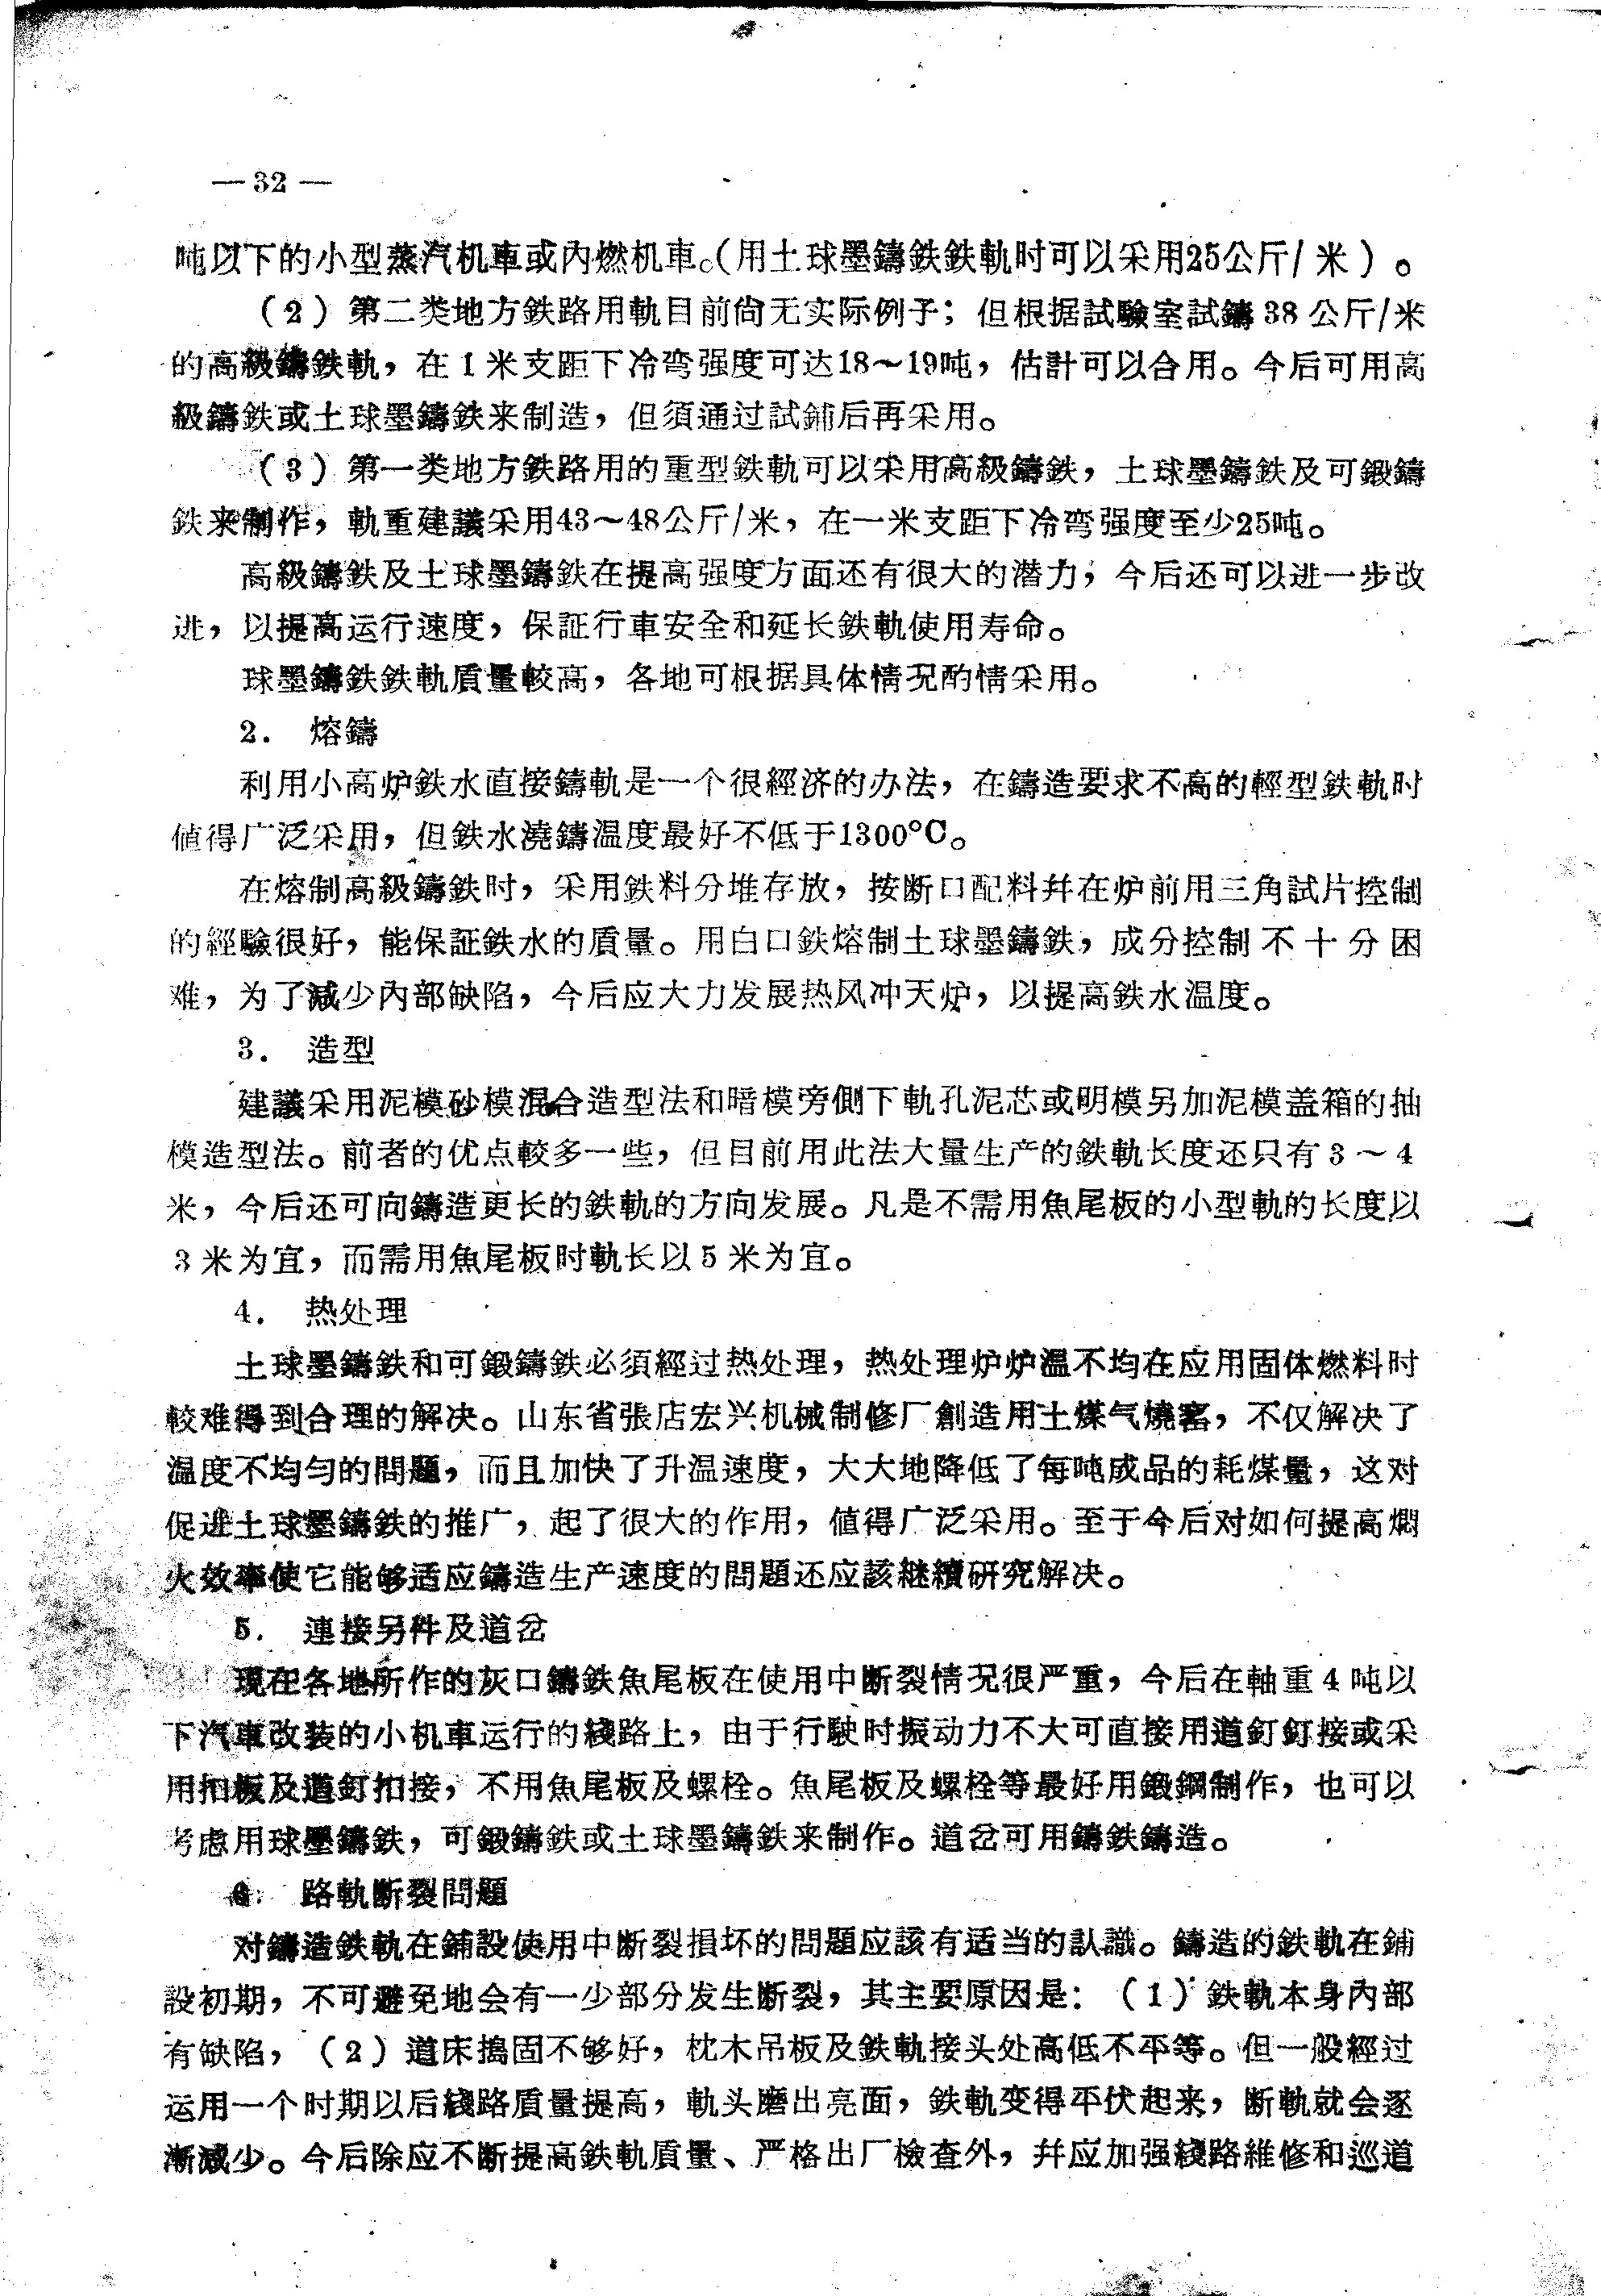 — 32 —
吨以下的小型蒸汽机車或内燃机車。(用土球墨鑄鉄鉄軌时可以采用25公斤/米)。
(2)第二类地方鉄路用軌目前尙无实际例子;但根据試驗室試鑄38公斤/米
的高級鑄鉄軌,在1米支距下冷弯强度可达18～19吨,估計可以合用。今后可用高
級鑄鉄或土球墨鑄鉄来制造,但須通过試鋪后再采用。
(3)第一类地方鉄路用的重型鉄軌可以采用高級鑄鉄,土球墨鑄鉄及可鍛鑄
鉄来制作,軌重建議采用43～48公斤/米,在一米支距下冷弯强度至少25吨。
高級鑄鉄及土球墨鑄鉄在提高强度方面还有很大的潜力,今后还可以进一步改
进,以提高运行速度,保証行車安全和延长鉄軌使用寿命。
球墨鑄鉄鉄軌质量較高,各地可根据具体情况酌情采用。
2. 熔鑄
利用小高炉鉄水直接鑄軌是一个很經济的办法,在鑄造要求不高的輕型鉄軌时
値得广泛采用,但鉄水澆鑄温度最好不低于1300°C。
在熔制高級鑄鉄时,采用鉄料分堆存放,按断口配料幷在炉前用三角試片控制
的經驗很好,能保証鉄水的质量。用白口鉄熔制土球墨鑄鉄,成分控制不十分困
难,为了減少内部缺陷,今后应大力发展热风冲天炉,以提高鉄水温度。
3. 造型
建議采用泥模砂模混合造型法和暗模旁側下軌孔泥芯或明模另加泥模盖箱的抽
模造型法。前者的优点較多一些,但目前用此法大量生产的鉄軌长度还只有3～4
米,今后还可向鑄造更长的鉄軌的方向发展。凡是不需用魚尾板的小型軌的长度以
3米为宜,而需用魚尾板时軌长以5米为宜。
4. 热处理
土球墨鑄鉄和可鍛鑄鉄必須經过热处理,热处理炉炉温不均在应用固体燃料时
較难得到合理的解决。山东省張店宏兴机械制修厂創造用土煤气燒窰,不仅解决了
温度不均匀的問題,而且加快了升温速度,大大地降低了每吨成品的耗煤量,这对
促进土球墨鑄鉄的推广,起了很大的作用,値得广泛采用。至于今后对如何提高燜
火效率使它能够适应鑄造生产速度的問題还应該継續研究解决。
5. 連接另件及道岔
現在各地所作的灰口鑄鉄魚尾板在使用中断裂情况很严重,今后在軸重4吨以
下汽車改装的小机車运行的綫路上,由于行駛时振动力不大可直接用道釘釘接或采
用扣板及道釘扣接,不用魚尾板及螺栓。魚尾板及螺栓等最好用鍛鋼制作,也可以
考虑用球墨鑄鉄,可鍛鑄鉄或土球墨鑄鉄来制作。道岔可用鑄鉄鑄造。
6. 路軌断裂問題
对鑄造鉄軌在鋪設使用中断裂損坏的問題应該有适当的認識。鑄造的鉄軌在鋪
設初期,不可避免地会有一少部分发生断裂,其主要原因是:(1)鉄軌本身内部
有缺陷,(2)道床搗固不够好,枕木吊板及鉄軌接头处高低不平等。但一般經过
运用一个时期以后綫路质量提高,軌头磨出亮面,鉄軌变得平伏起来,断軌就会逐
漸減少。今后除应不断提高鉄軌质量、严格出厂檢查外,幷应加强綫路維修和巡道